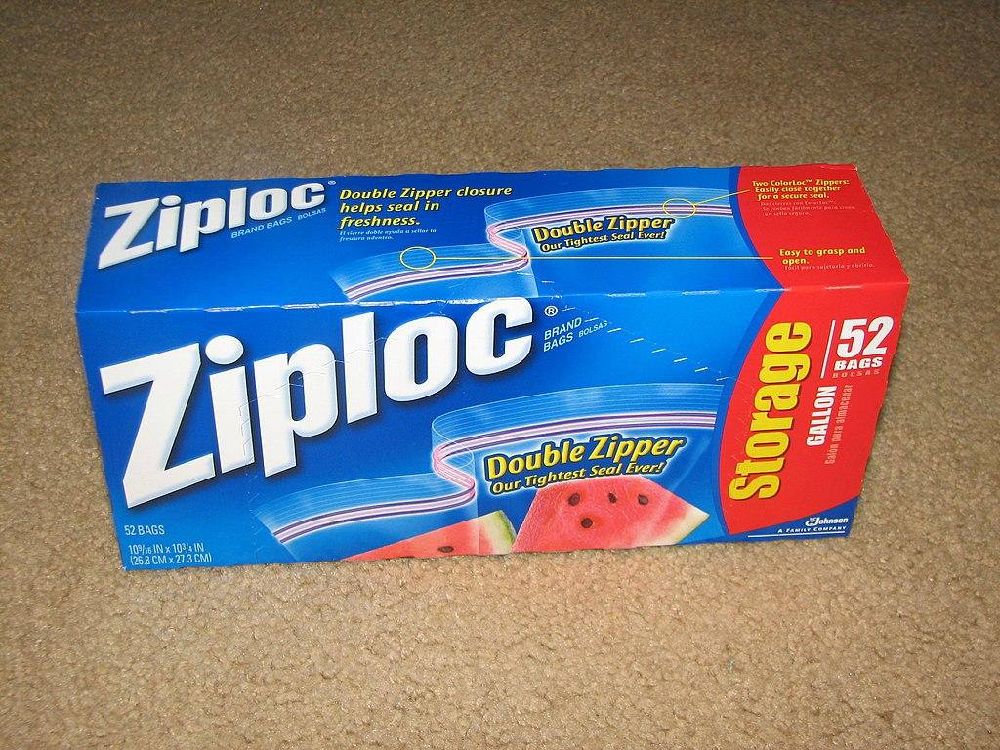 Ziploc®
BRAND BAGS BOLSAS
Double Zipper closure
helps seal in
freshness.
El cierre doble ayuda a sellar la
frescura adentro.
Double Zipper
Our Tightest Seal Ever!
Two ColorLoc™ Zippers:
Easily close together
for a secure seal.
Dos cierres con ColorLoc™:
Se juntan fácilmente para crear
un sello seguro.
Easy to grasp and
open.
Fácil para sujetarla y abrirla.
Ziploc®
BRAND
BAGS BOLSAS
Double Zipper
Our Tightest Seal Ever!
52 BAGS
10 9/16 IN x 10 3/4 IN
(26.8 CM x 27.3 CM)
Storage
GALLON
Galón para almacenar
52
BAGS
BOLSAS
SC Johnson
A FAMILY COMPANY